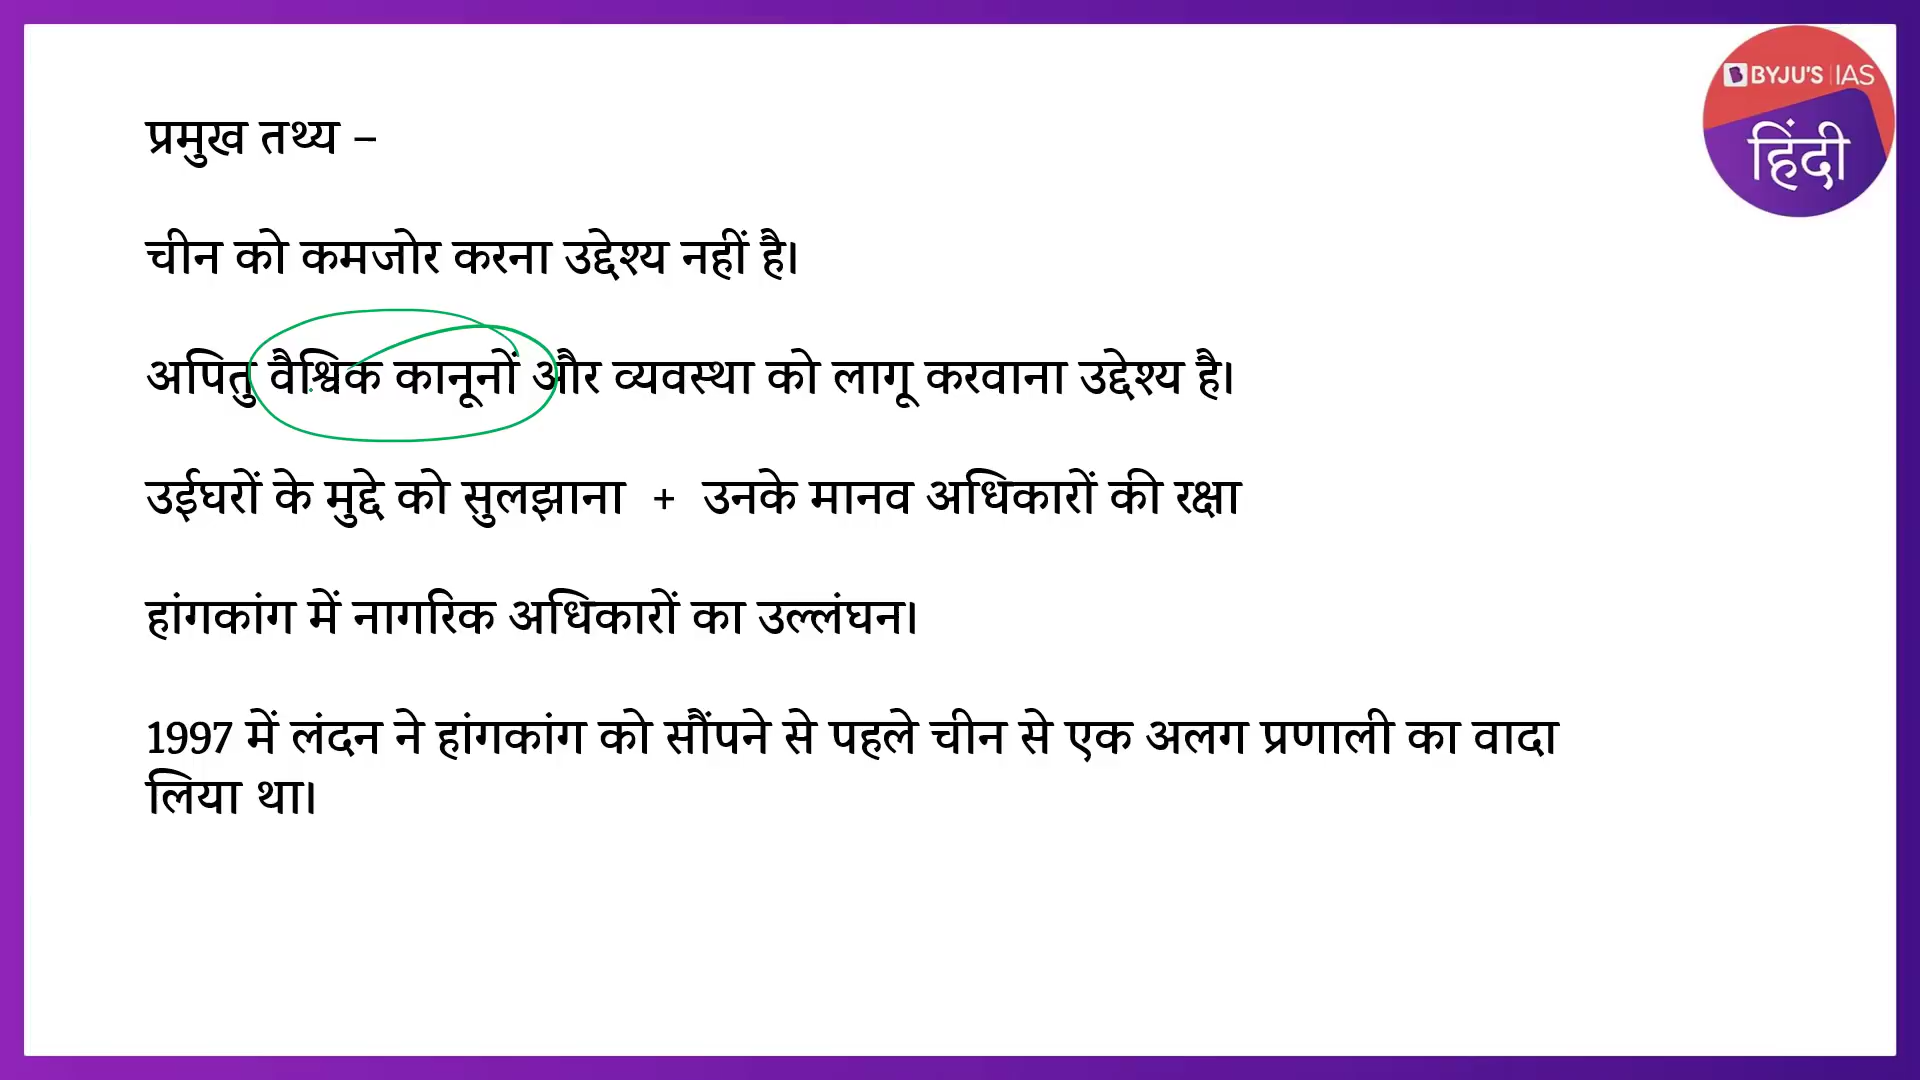 BYJU'S IAS
हिंदी
प्रमुख तथ्य –
चीन को कमजोर करना उद्देश्य नहीं है।
अपितु वैश्विक कानूनों और व्यवस्था को लागू करवाना उद्देश्य है।
उईघरों के मुद्दे को सुलझाना + उनके मानव अधिकारों की रक्षा
हांगकांग में नागरिक अधिकारों का उल्लंघन।
1997 में लंदन ने हांगकांग को सौंपने से पहले चीन से एक अलग प्रणाली का वादा
लिया था।